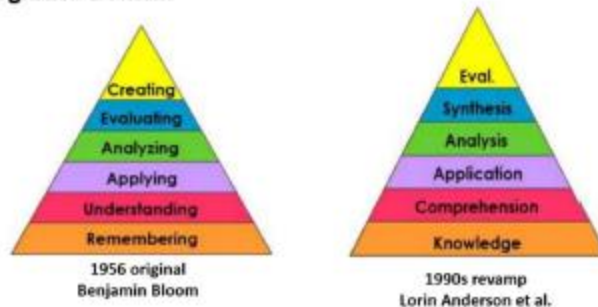 Creating
Evaluating
Analyzing
Applying
Understanding
Remembering
1956 original
Benjamin Bloom
Eval.
Synthesis
Analysis
Application
Comprehension
Knowledge
1990s revamp
Lorin Anderson et al.